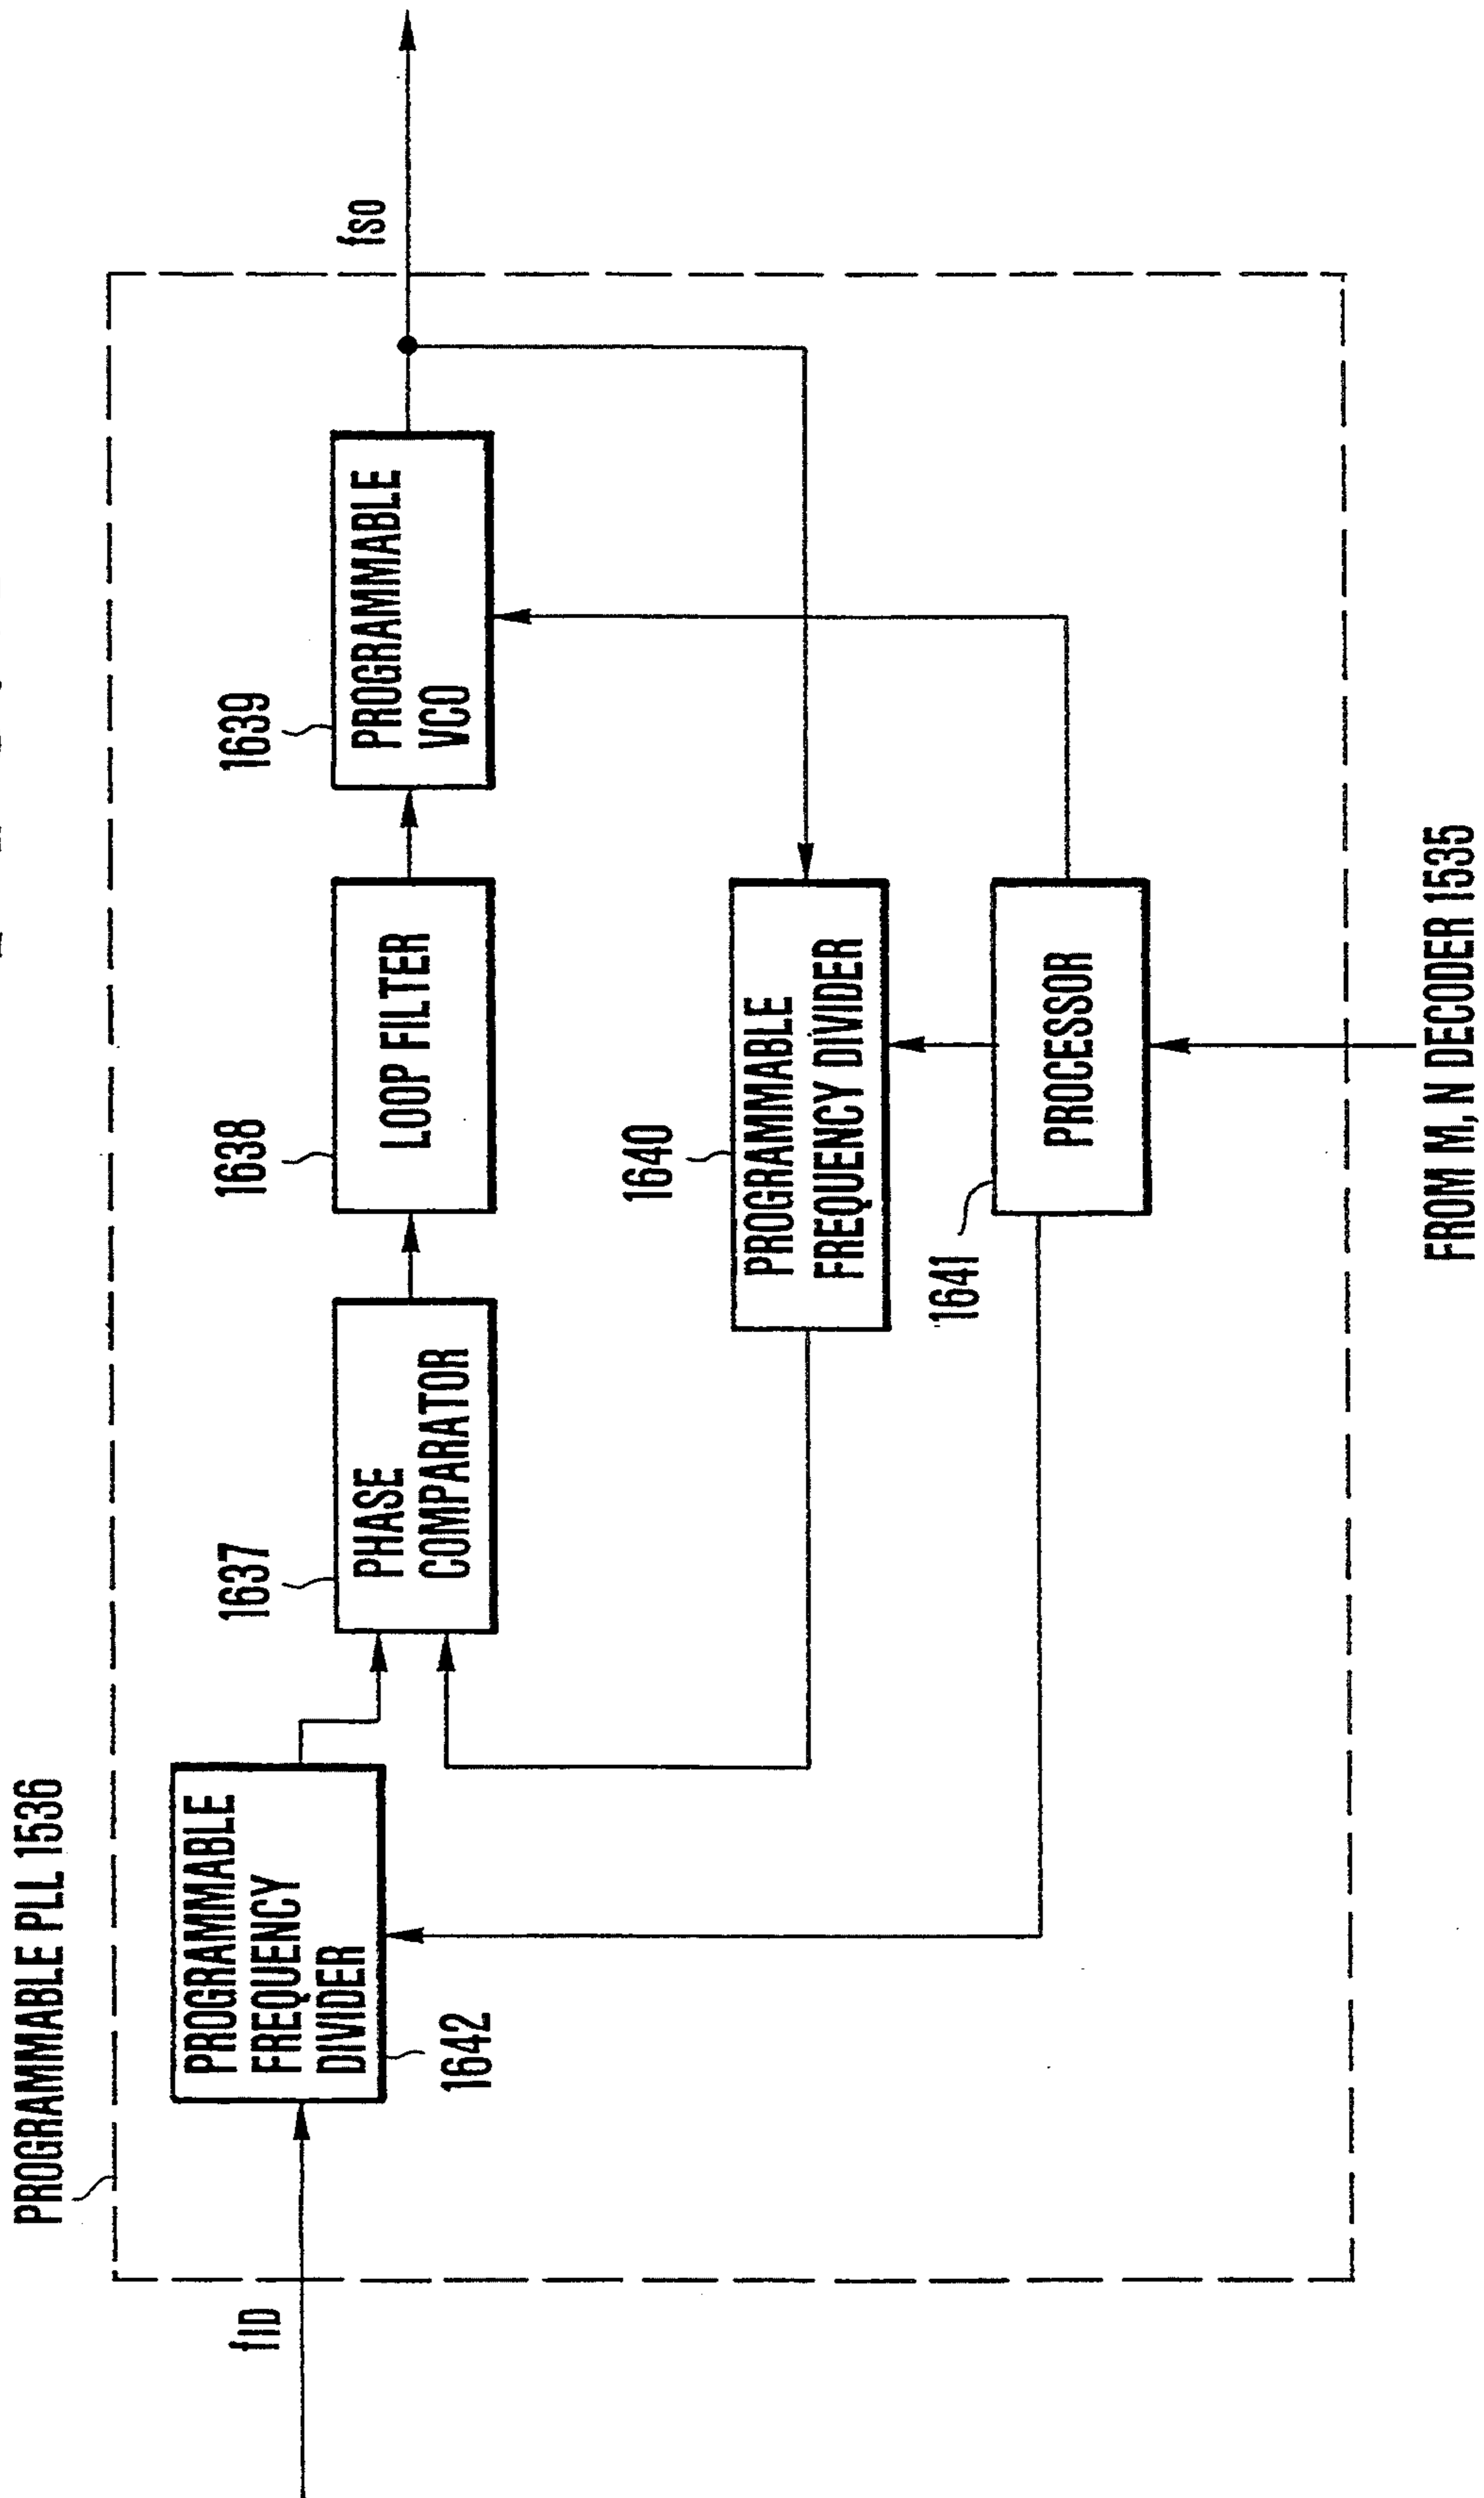 PROGRAMMABLE PLL 1536
fID
PROGRAMMABLE
FREQUENCY
DIVIDER
1642
1637
PHASE
COMPARATOR
1638
LOOP FILTER
1639
PROGRAMMABLE
VCO
fso
1640
PROGRAMMABLE
FREQUENCY DIVIDER
1641
PROCESSOR
FROM M,N DECODER 1535